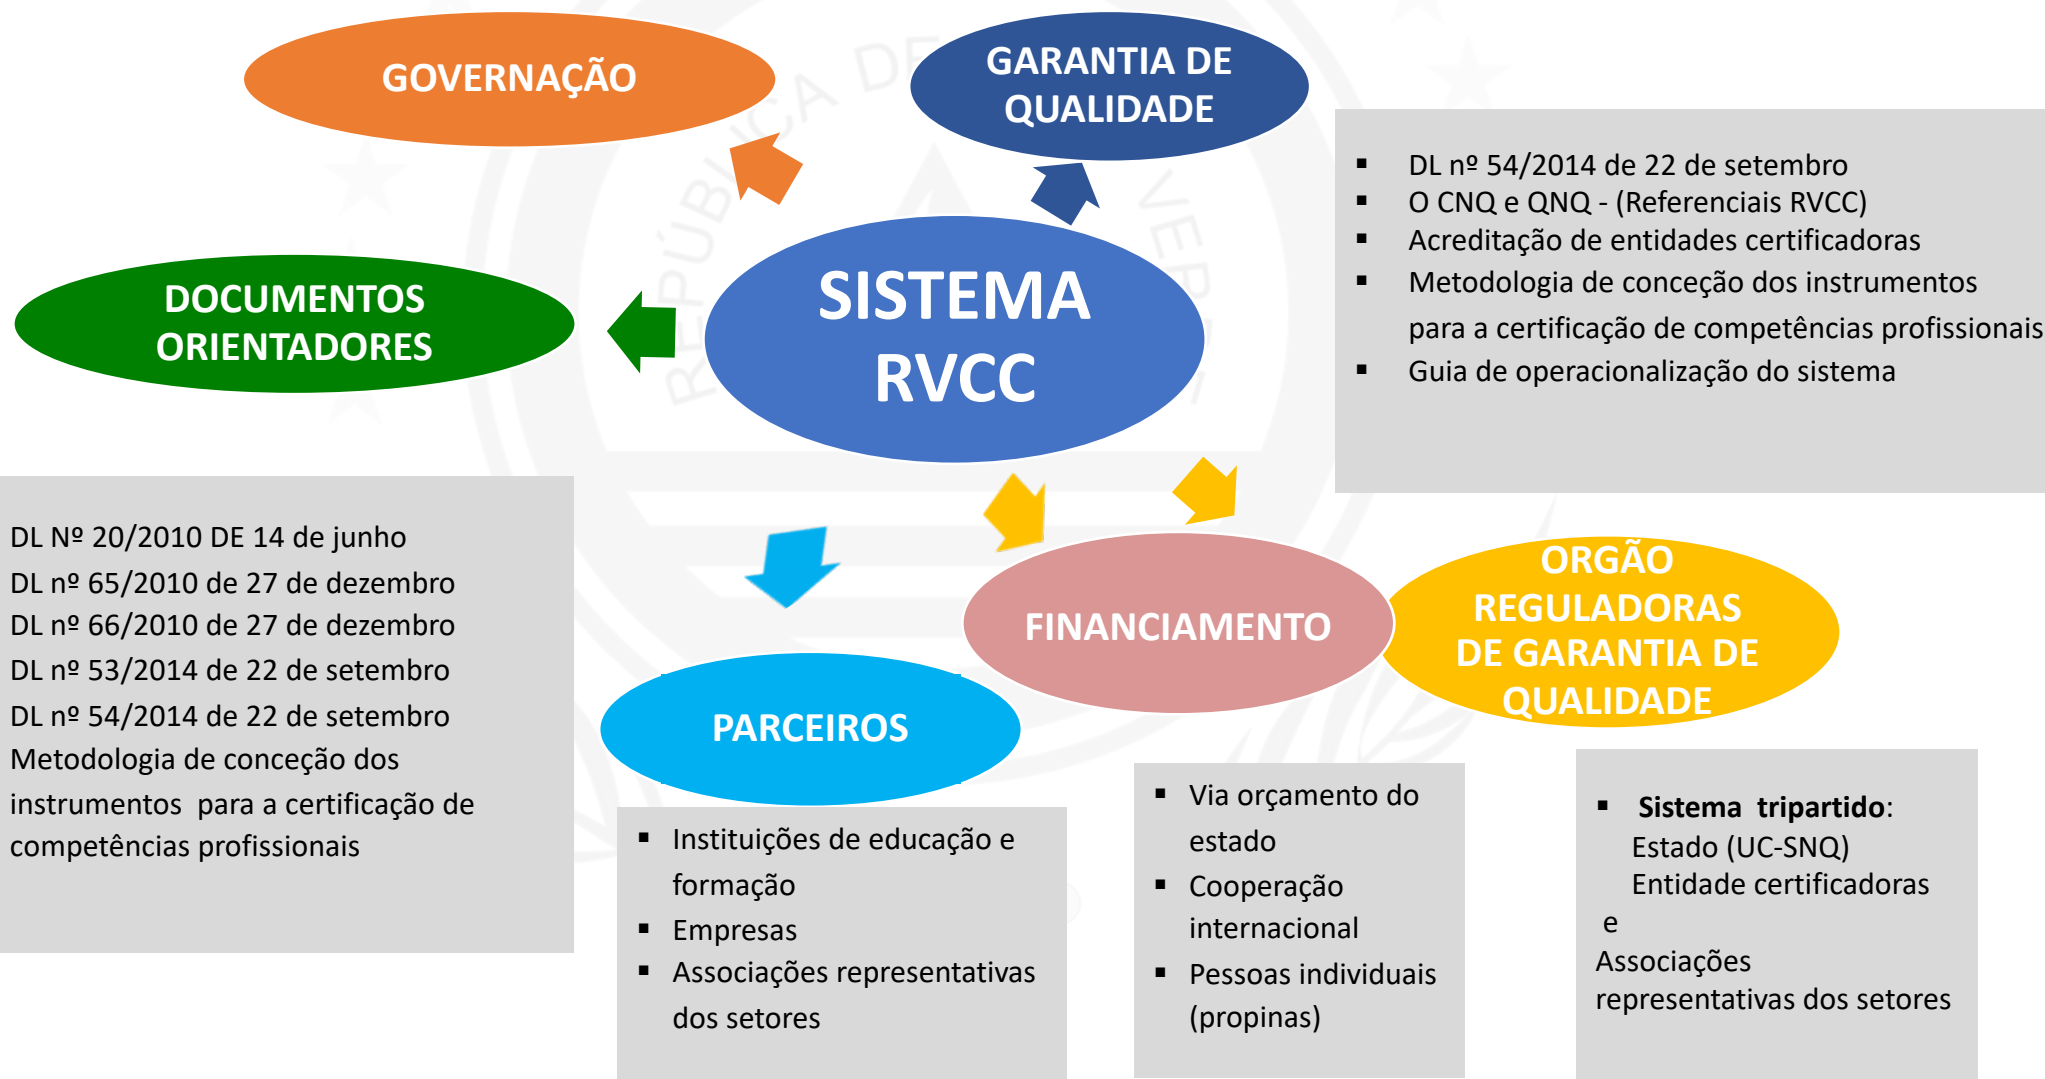 GOVERNAÇÃO
GARANTIA DE
QUALIDADE
▪ DL nº 54/2014 de 22 de setembro
▪ O CNQ e QNQ - (Referenciais RVCC)
▪ Acreditação de entidades certificadoras
▪ Metodologia de conceção dos instrumentos
para a certificação de competências profissionais
▪ Guia de operacionalização do sistema
DOCUMENTOS
ORIENTADORES
SISTEMA
RVCC
DL Nº 20/2010 DE 14 de junho
DL nº 65/2010 de 27 de dezembro
DL nº 66/2010 de 27 de dezembro
DL nº 53/2014 de 22 de setembro
DL nº 54/2014 de 22 de setembro
Metodologia de conceção dos
instrumentos para a certificação de
competências profissionais
PARCEIROS
▪ Instituições de educação e
formação
▪ Empresas
▪ Associações representativas
dos setores
FINANCIAMENTO
▪ Via orçamento do
estado
▪ Cooperação
internacional
▪ Pessoas individuais
(propinas)
ORGÃO
REGULADORAS
DE GARANTIA DE
QUALIDADE
▪ Sistema tripartido:
Estado (UC-SNQ)
Entidade certificadoras
e
Associações
representativas dos setores
REPÚBLICA DE VERDE